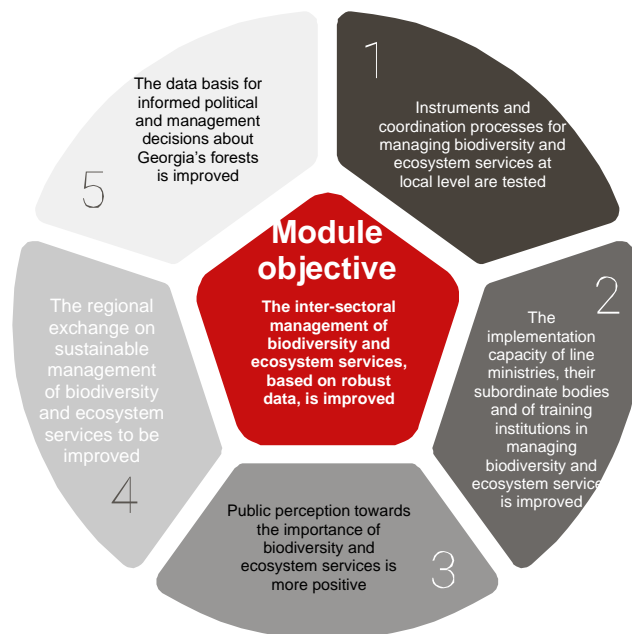 Module
objective
The inter-sectoral
management of
biodiversity and
ecosystem services,
based on robust
data, is improved
1
Instruments and
coordination processes for
managing biodiversity and
ecosystem services at
local level are tested
2
The
implementation
capacity of line
ministries, their
subordinate bodies
and of training
institutions in
managing
biodiversity and
ecosystem service
is improved
Public perception towards
the importance of
biodiversity and
ecosystem services is
more positive
3
The regional
exchange on
sustainable
management
of biodiversity
and ecosystem
services to be
improved
4
The data basis for
informed political
and management
decisions about
Georgia's forests
is improved
5